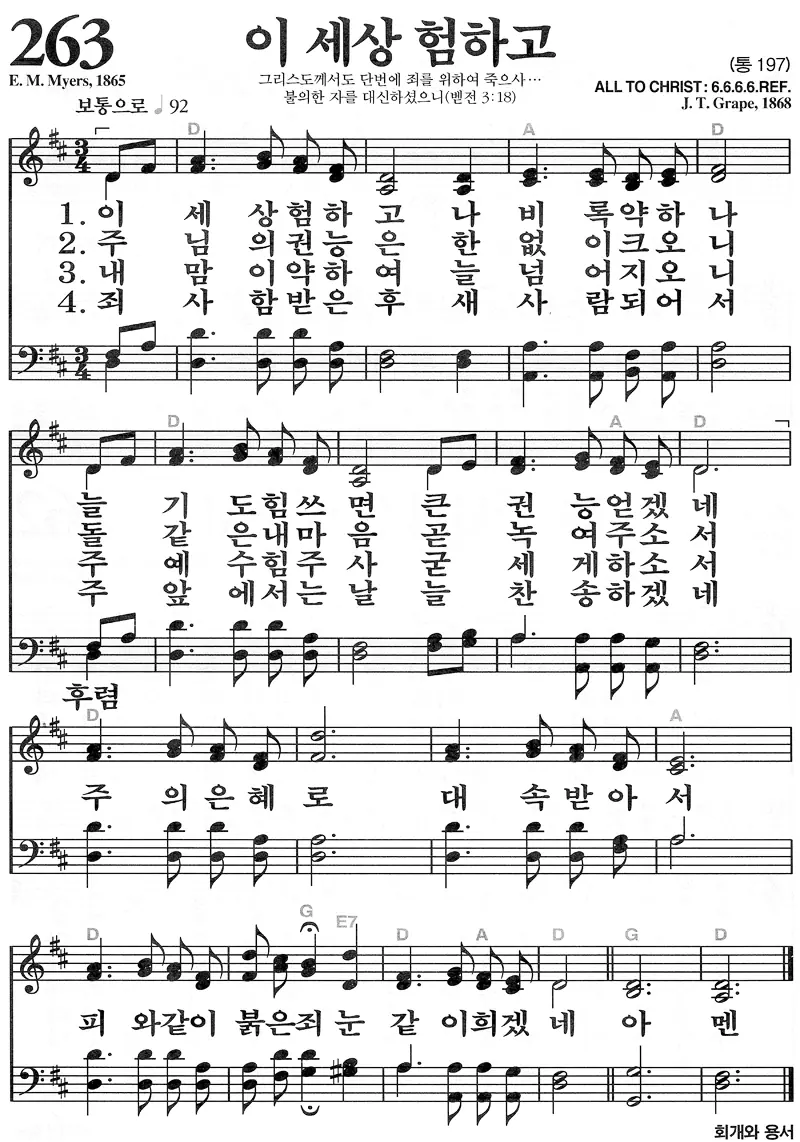 263 이 세상 험하고
(통 197)
E. M. Myers, 1865
그리스도께서도 단번에 죄를 위하여 죽으사…
ALL TO CHRIST : 6.6.6.6.REF.
보통으로 ♩92
불의한 자를 대신하셨으니(벧전 3:18)
J. T. Grape, 1868
D A D
3/4
1. 이 세 상험하 고 나 비 록약하 나
2. 주 님 의권능 은 한 없 이크오 니
3. 내 맘 이약하 여 늘 넘 어지오 니
4. 죄 사 함받은 후 새 사 람되어 서
3/4
D A D
늘 기 도힘쓰 면 큰 권 능얻겠 네
돌 같 은내마 음 곧 녹 여주소 서
주 예 수힘주 사 굳 세 게하소 서
주 앞 에서는 날 늘 찬 송하겠 네
후렴
D A
주 의은혜 로 대 속받아 서
D G E7 D A D G D
피 와같이 붉은죄 눈 같 이희겠 네 아 멘
회개와 용서